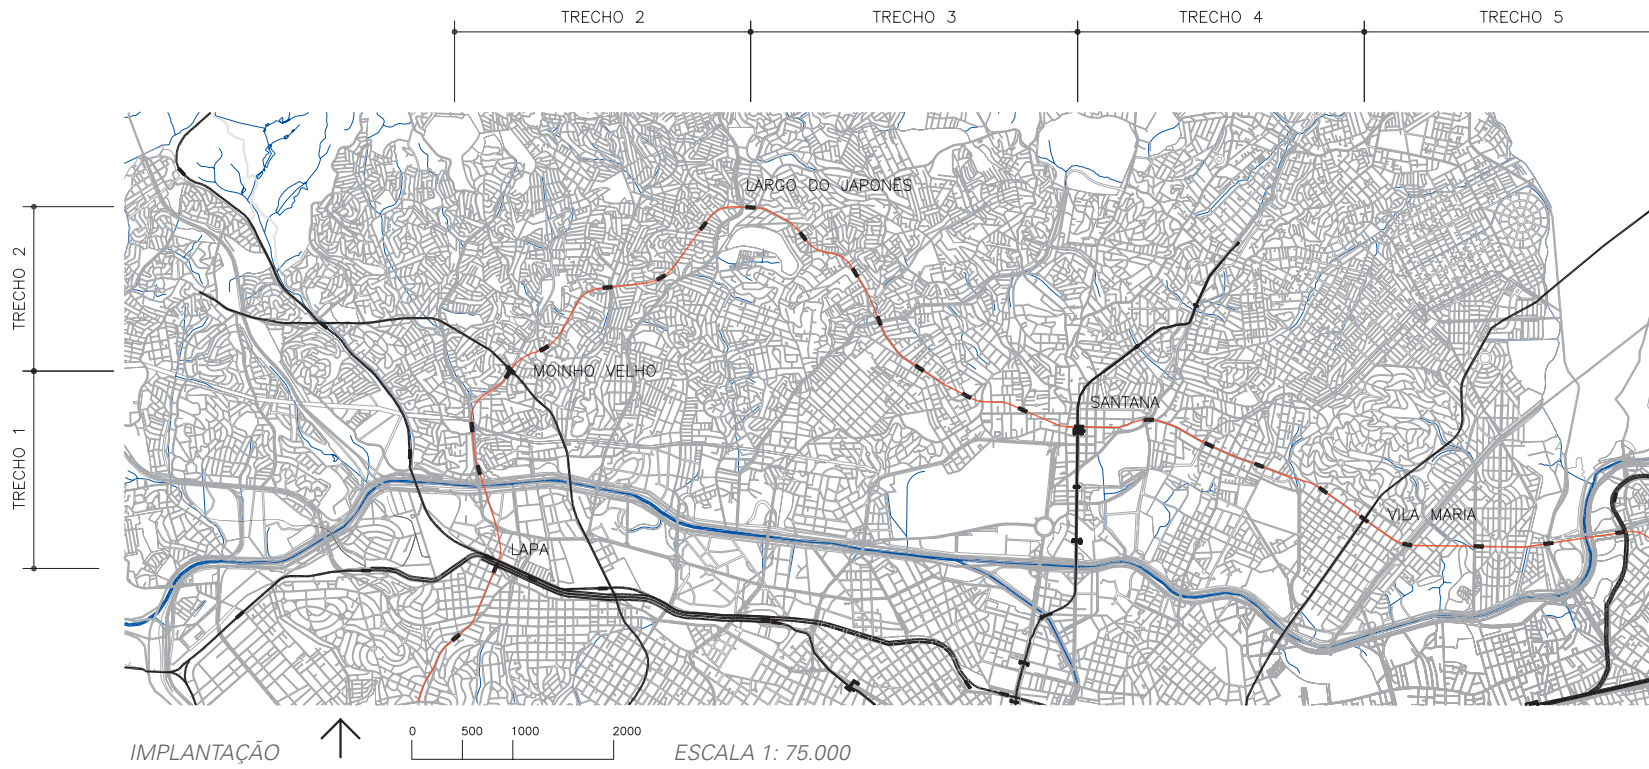 TRECHO 2
TRECHO 3
TRECHO 4
TRECHO 5
LARGO DO JAPONÊS
TRECHO 2
MOINHO VELHO
SANTANA
TRECHO 1
VILA MARIA
LAPA
0 500 1000 2000
IMPLANTAÇÃO
ESCALA 1: 75.000